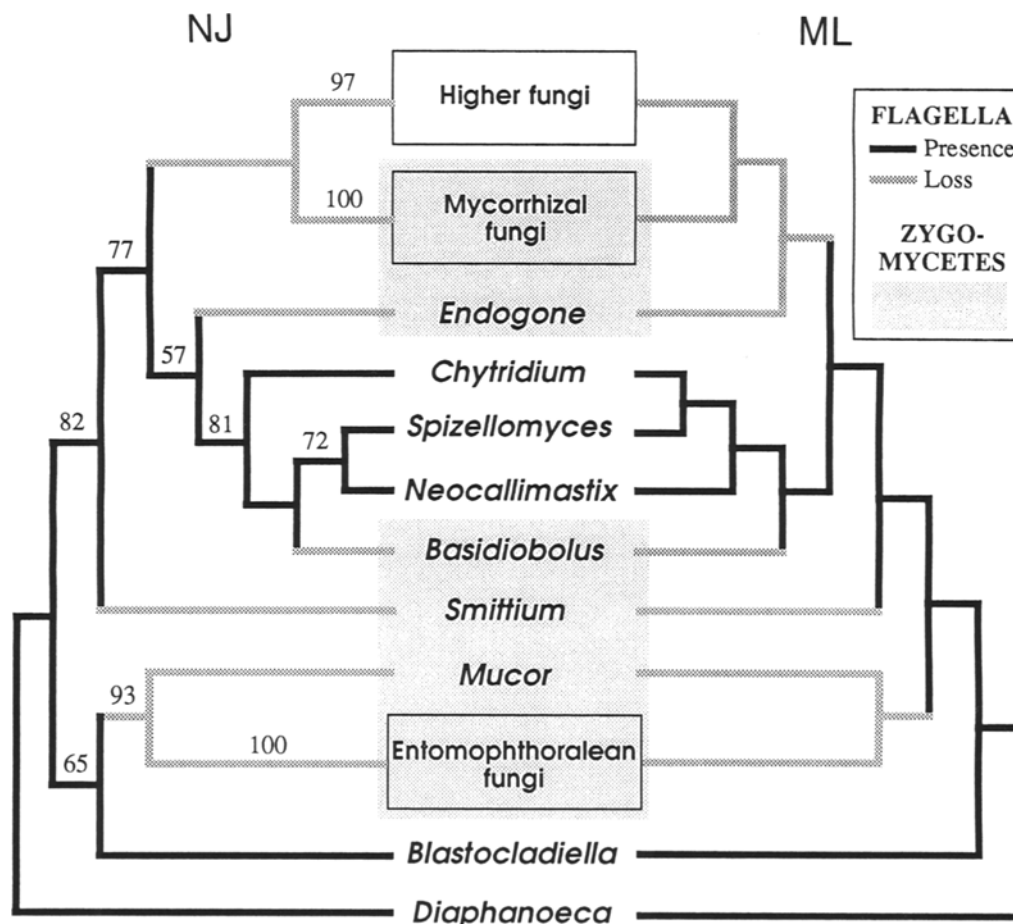 NJ
ML
97
Higher fungi
FLAGELLA
Presence
Loss
100
Mycorrhizal
fungi
ZYGO-
MYCETES
77
Endogone
57
Chytridium
82
81
72
Spizellomyces
Neocallimastix
Basidiobolus
Smittium
Mucor
93
100
Entomophthoralean
fungi
65
Blastocladiella
Diaphanoeca